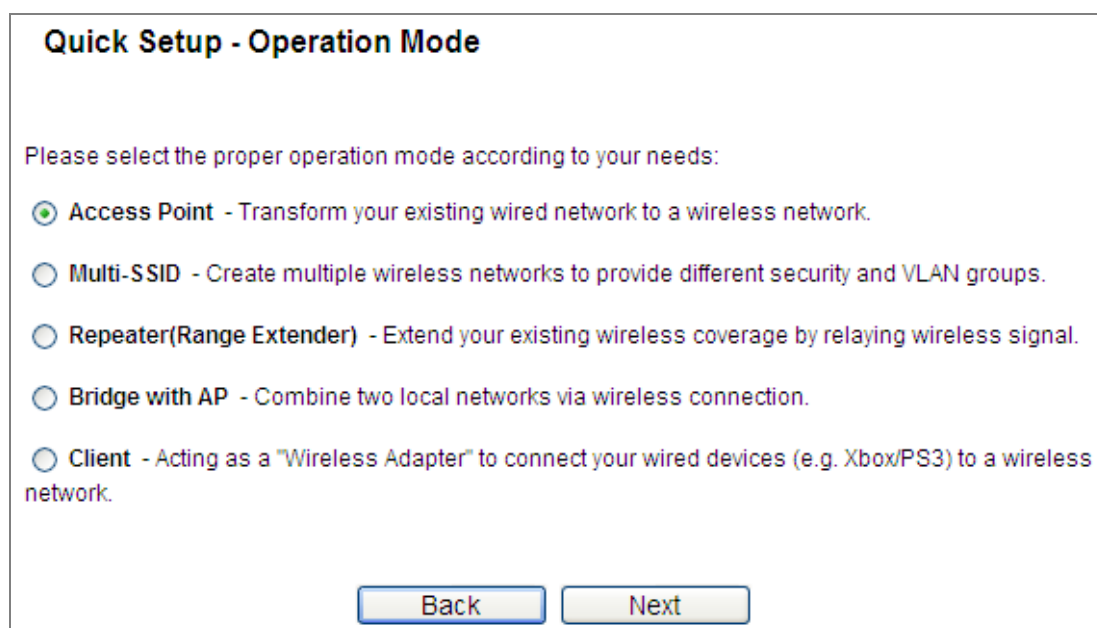 Quick Setup - Operation Mode
Please select the proper operation mode according to your needs:
Access Point - Transform your existing wired network to a wireless network.
Multi-SSID - Create multiple wireless networks to provide different security and VLAN groups.
Repeater(Range Extender) - Extend your existing wireless coverage by relaying wireless signal.
Bridge with AP - Combine two local networks via wireless connection.
Client - Acting as a "Wireless Adapter" to connect your wired devices (e.g. Xbox/PS3) to a wireless
network.
Back Next